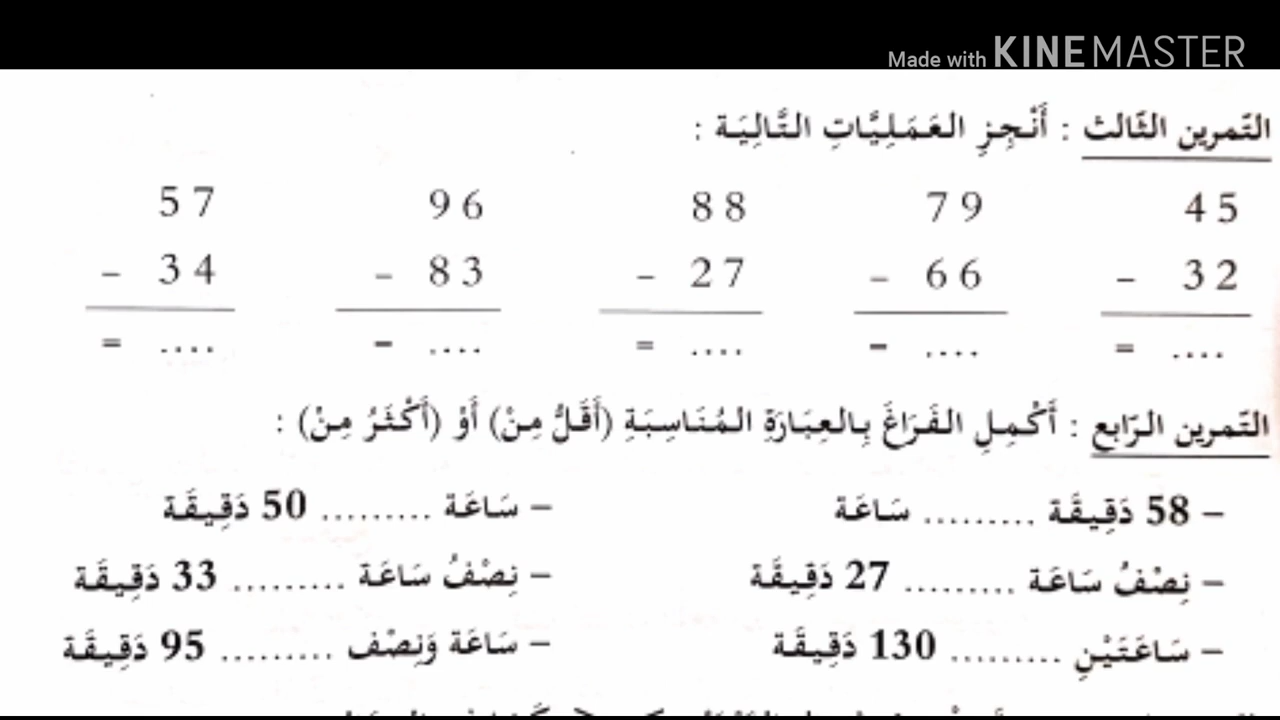 Made with KINEMASTER
التّمرين الثّالث : أَنْجِزِ العَمَلِيَّاتِ التَّالِيَة :
57 96 88 79 45
- 34 - 83 - 27 - 66 - 32
= .... = .... = .... = .... = ....
التّمرين الرّابع : أَكْمِلِ الفَرَاغَ بِالعِبَارَةِ المُنَاسِبَةِ (أَقَلُّ مِنْ) أَوْ (أَكْثَرُ مِنْ) :
- 58 دَقِيقَة ......... سَاعَة - سَاعَة ......... 50 دَقِيقَة
- نِصْفُ سَاعَة ......... 27 دَقِيقَة - نِصْفُ سَاعَة ......... 33 دَقِيقَة
- سَاعَتَيْنِ ......... 130 دَقِيقَة - سَاعَة وَنِصْف ......... 95 دَقِيقَة